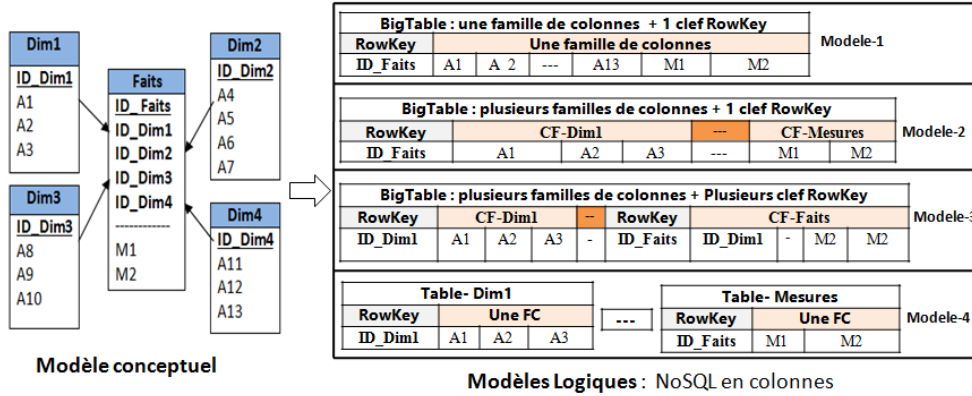 Dim1
ID_Dim1
A1
A2
A3
Faits
ID_Faits
ID_Dim1
ID_Dim2
ID_Dim3
ID_Dim4
------------
M1
M2
Dim2
ID_Dim2
A4
A5
A6
A7
Dim3
ID_Dim3
A8
A9
A10
Dim4
ID_Dim4
A11
A12
A13
Modèle conceptuel
BigTable : une famille de colonnes + 1 clef RowKey
RowKey Une famille de colonnes
ID_Faits A1 A 2 --- A13 M1 M2
Modele-1
BigTable : plusieurs familles de colonnes + 1 clef RowKey
RowKey CF-Dim1 --- CF-Mesures
ID_Faits A1 A2 A3 --- M1 M2
Modele-2
BigTable : plusieurs familles de colonnes + Plusieurs clef RowKey
RowKey CF-Dim1 -- RowKey CF-Faits
ID_Dim1 A1 A2 A3 - ID_Faits ID_Dim1 - M2 M2
Modele-3
Table- Dim1
RowKey Une FC
ID_Dim1 A1 A2 A3
---
Table- Mesures
RowKey Une FC
ID_Faits M1 M2
Modele-4
Modèles Logiques : NoSQL en colonnes